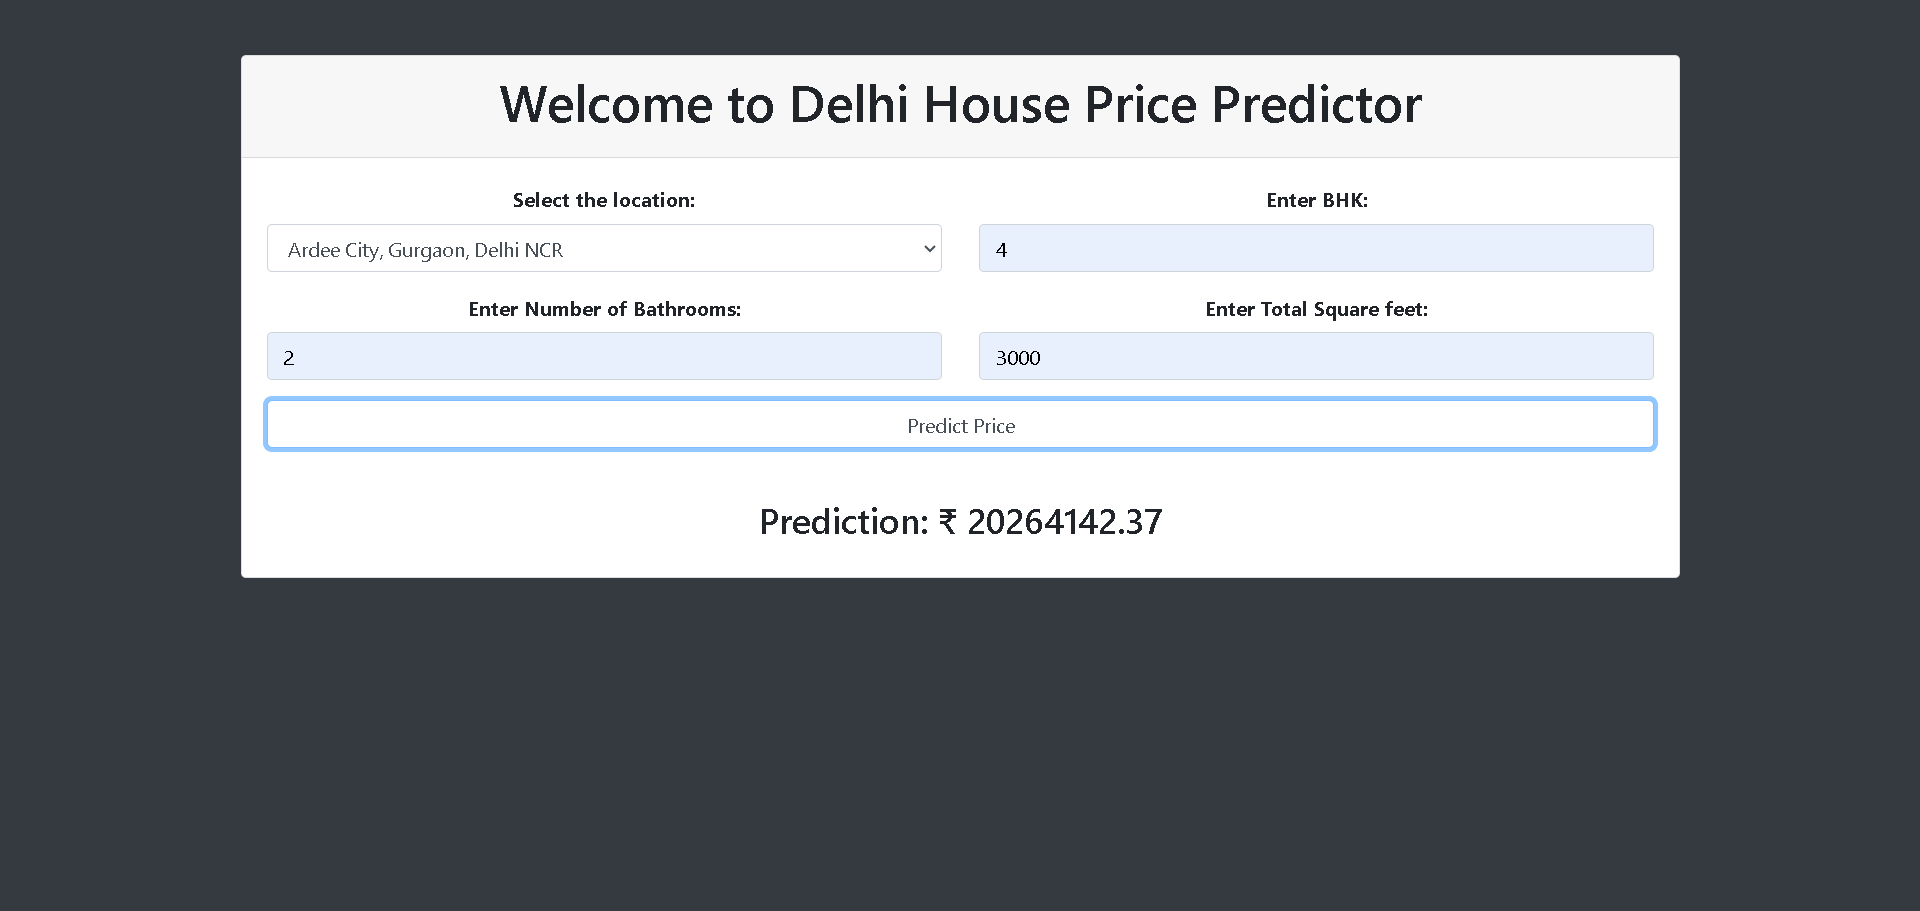 Welcome to Delhi House Price Predictor
Select the location:
Ardee City, Gurgaon, Delhi NCR
Enter BHK:
4
Enter Number of Bathrooms:
2
Enter Total Square feet:
3000
Predict Price
Prediction: ₹ 20264142.37